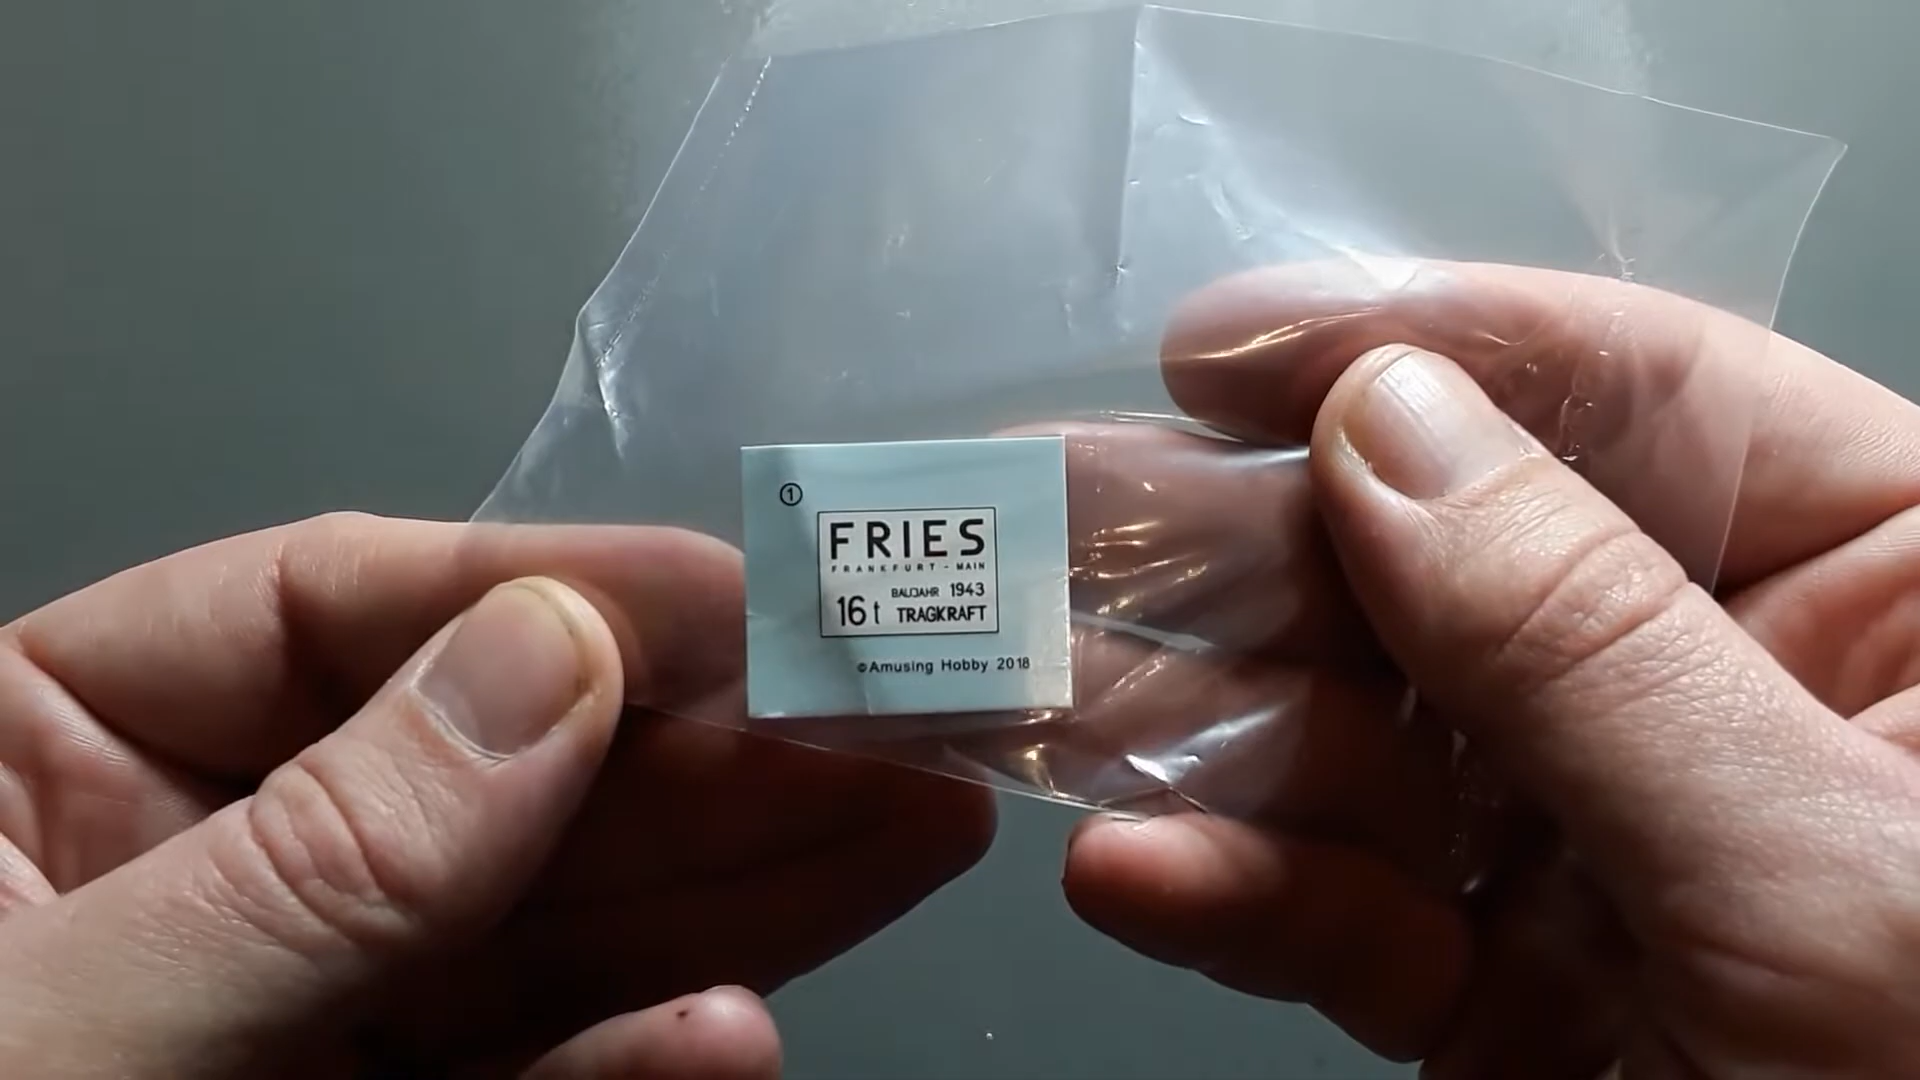 ①
FRIES
FRANKFURT - MAIN
BAUJAHR 1943
16 t TRAGKRAFT
©Amusing Hobby 2018